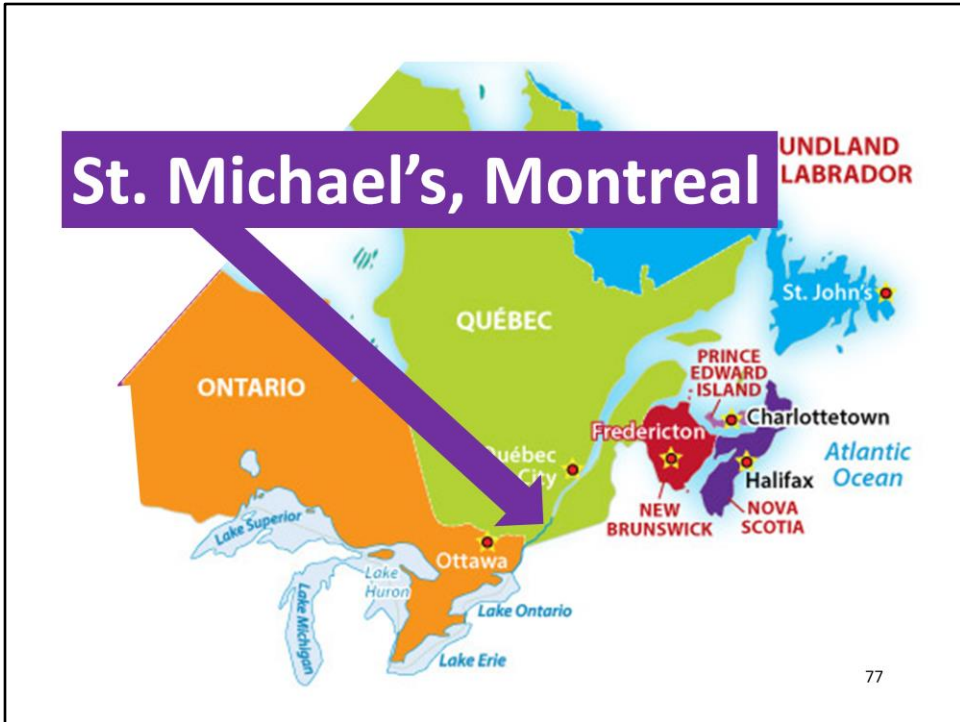 St. Michael’s, Montreal
UNDLAND
LABRADOR
St. John's
QUÉBEC
ONTARIO
PRINCE
EDWARD
ISLAND
Charlottetown
Fredericton
Québec
City
Atlantic
Ocean
Halifax
NEW
BRUNSWICK
NOVA
SCOTIA
Lake Superior
Ottawa
Lake
Huron
Lake Michigan
Lake Ontario
Lake Erie
77